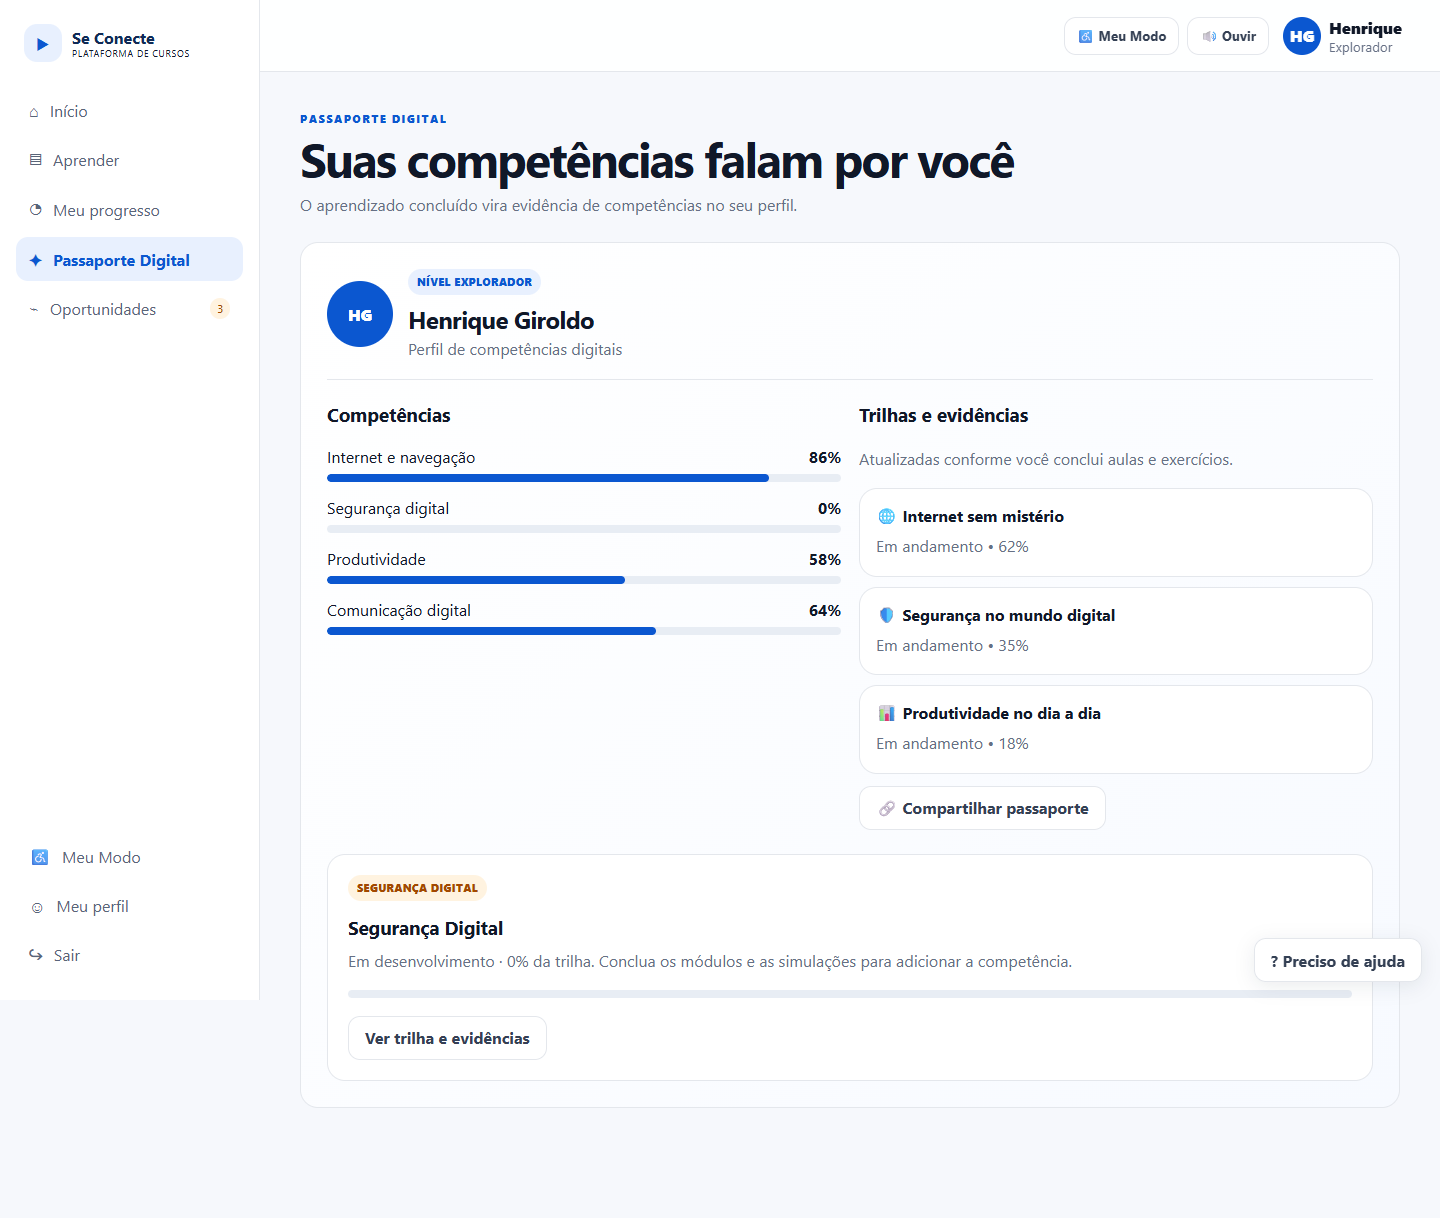 Se Conecte
PLATAFORMA DE CURSOS
Início
Aprender
Meu progresso
Passaporte Digital
Oportunidades 3
Meu Modo
Meu perfil
Sair
Meu Modo
Ouvir
HG
Henrique
Explorador
PASSAPORTE DIGITAL
Suas competências falam por você
O aprendizado concluído vira evidência de competências no seu perfil.
HG
NÍVEL EXPLORADOR
Henrique Giroldo
Perfil de competências digitais
Competências
Internet e navegação 86%
Segurança digital 0%
Produtividade 58%
Comunicação digital 64%
Trilhas e evidências
Atualizadas conforme você conclui aulas e exercícios.
Internet sem mistério
Em andamento • 62%
Segurança no mundo digital
Em andamento • 35%
Produtividade no dia a dia
Em andamento • 18%
Compartilhar passaporte
SEGURANÇA DIGITAL
Segurança Digital
Em desenvolvimento · 0% da trilha. Conclua os módulos e as simulações para adicionar a competência.
Ver trilha e evidências
? Preciso de ajuda